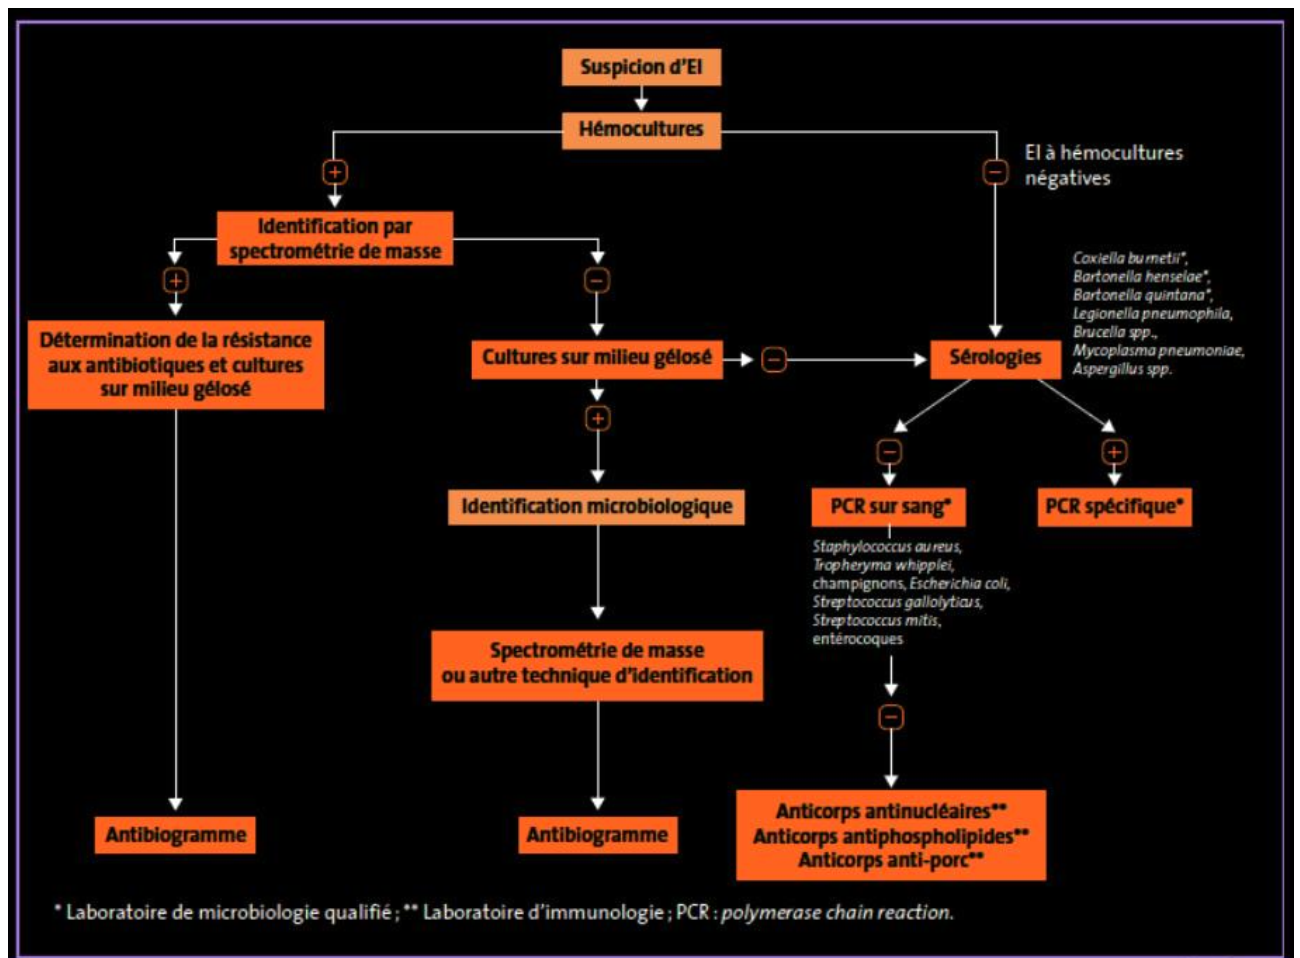 Suspicion d'EI
Hémocultures
+
−
EI à hémocultures
négatives
Identification par
spectrométrie de masse
+
−
Coxiella burnetii*,
Bartonella henselae*,
Bartonella quintana*,
Legionella pneumophila,
Brucella spp.,
Mycoplasma pneumoniae,
Aspergillus spp.
Détermination de la résistance
aux antibiotiques et cultures
sur milieu gélosé
Cultures sur milieu gélosé
−
Sérologies
+
−
+
Identification microbiologique
PCR sur sang*
PCR spécifique*
Staphylococcus aureus,
Tropheryma whipplei,
champignons, Escherichia coli,
Streptococcus gallolyticus,
Streptococcus mitis,
entérocoques
Spectrométrie de masse
ou autre technique d'identification
−
Antibiogramme
Antibiogramme
Anticorps antinucléaires**
Anticorps antiphospholipides**
Anticorps anti-porc**
* Laboratoire de microbiologie qualifié ; ** Laboratoire d'immunologie ; PCR : polymerase chain reaction.